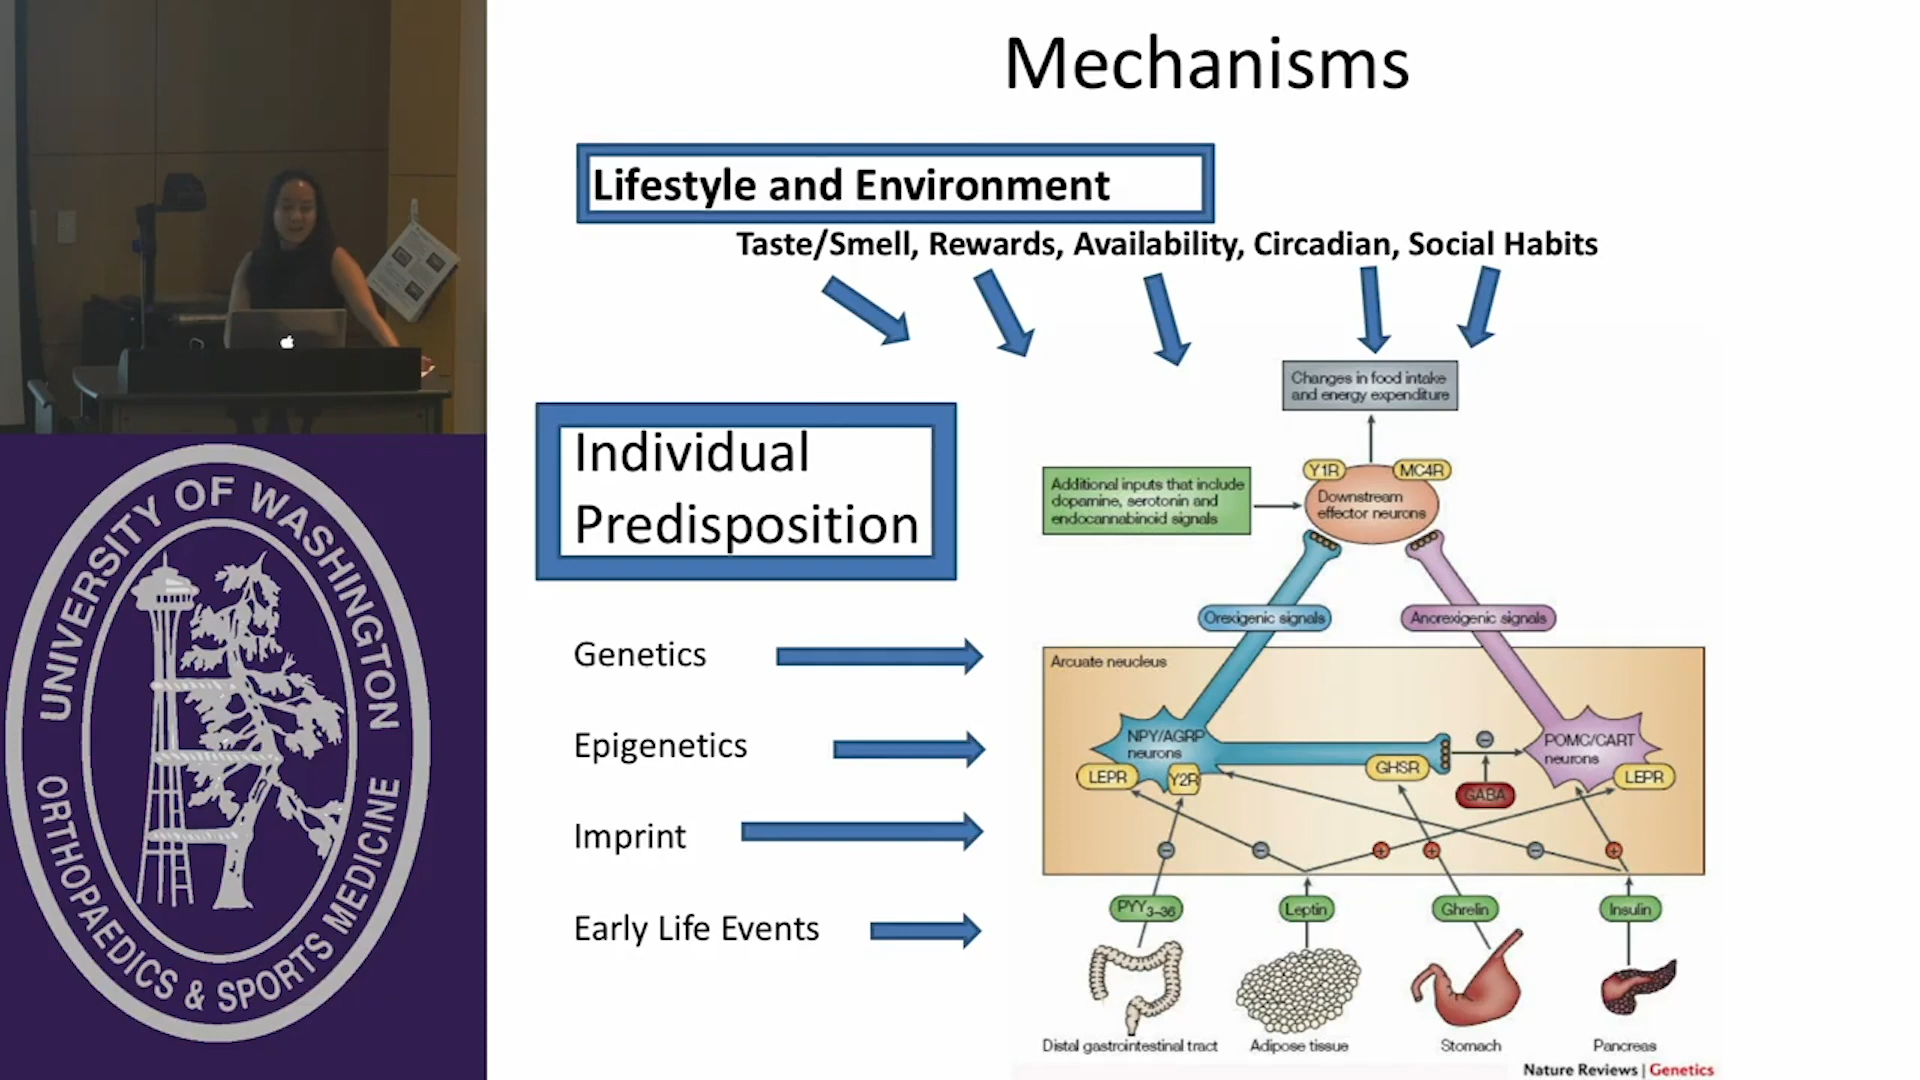 Mechanisms
Lifestyle and Environment
Taste/Smell, Rewards, Availability, Circadian, Social Habits
Individual
Predisposition
Genetics
Epigenetics
Imprint
Early Life Events
Changes in food intake
and energy expenditure
Y1R
MC4R
Additional inputs that include
dopamine, serotonin and
endocannabinoid signals
Downstream
effector neurons
Orexigenic signals
Anorexigenic signals
Arcuate neucleus
NPY/AGRP
neurons
POMC/CART
neurons
LEPR
Y2R
GHSR
GABA
LEPR
PYY3–36
Leptin
Ghrelin
Insulin
Distal gastrointestinal tract
Adipose tissue
Stomach
Pancreas
Nature Reviews | Genetics
UNIVERSITY OF WASHINGTON
ORTHOPAEDICS & SPORTS MEDICINE